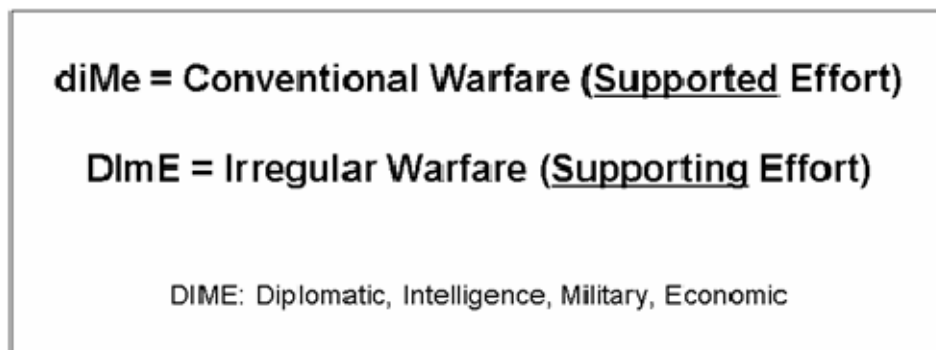 diMe = Conventional Warfare (Supported Effort)
DImE = Irregular Warfare (Supporting Effort)
DIME: Diplomatic, Intelligence, Military, Economic